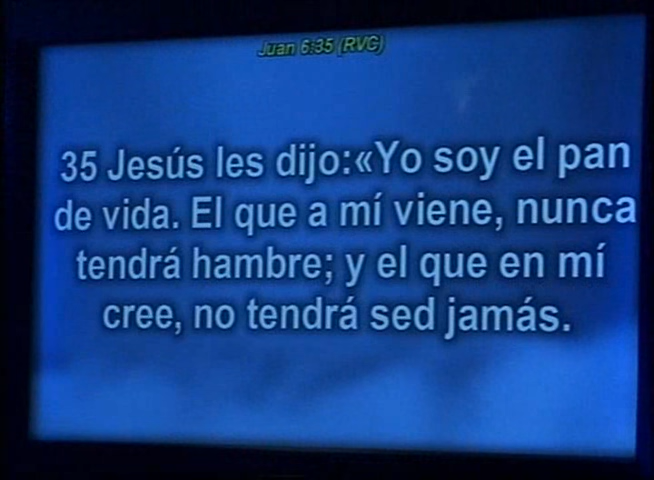 Juan 6:35 (RVC)
35 Jesús les dijo:«Yo soy el pan
de vida. El que a mí viene, nunca
tendrá hambre; y el que en mí
cree, no tendrá sed jamás.